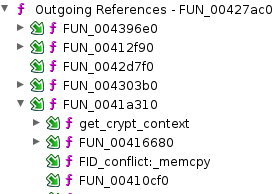 Outgoing References - FUN_00427ac0
FUN_004396e0
FUN_00412f90
FUN_0042d7f0
FUN_004303b0
FUN_0041a310
get_crypt_context
FUN_00416680
FID_conflict:_memcpy
FUN_00410cf0